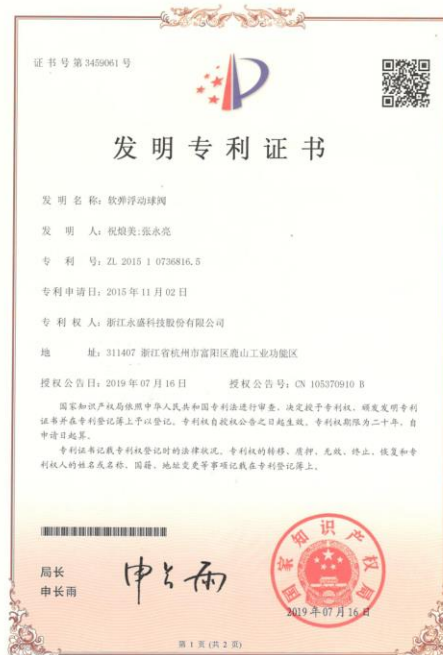 证书号第3459061号
发明专利证书
发明名称：软弹浮动球阀
发明人：祝煅美;张永亮
专利号：ZL 2015 1 0736816.5
专利申请日：2015年11月02日
专利权人：浙江永盛科技股份有限公司
地址：311407 浙江省杭州市富阳区鹿山工业功能区
授权公告日：2019年07月16日 授权公告号：CN 105370910 B
国家知识产权局依照中华人民共和国专利法进行审查，决定授予专利权，颁发发明专利
证书并在专利登记簿上予以登记。专利权自授权公告之日起生效。专利权期限为二十年，自
申请日起算。
专利证书记载专利权登记时的法律状况。专利权的转移、质押、无效、终止、恢复和专
利权人的姓名或名称、国籍、地址变更等事项记载在专利登记簿上。
局长
申长雨
申长雨
国家知识产权局
2019年07月16日
第 1 页 (共 2 页)